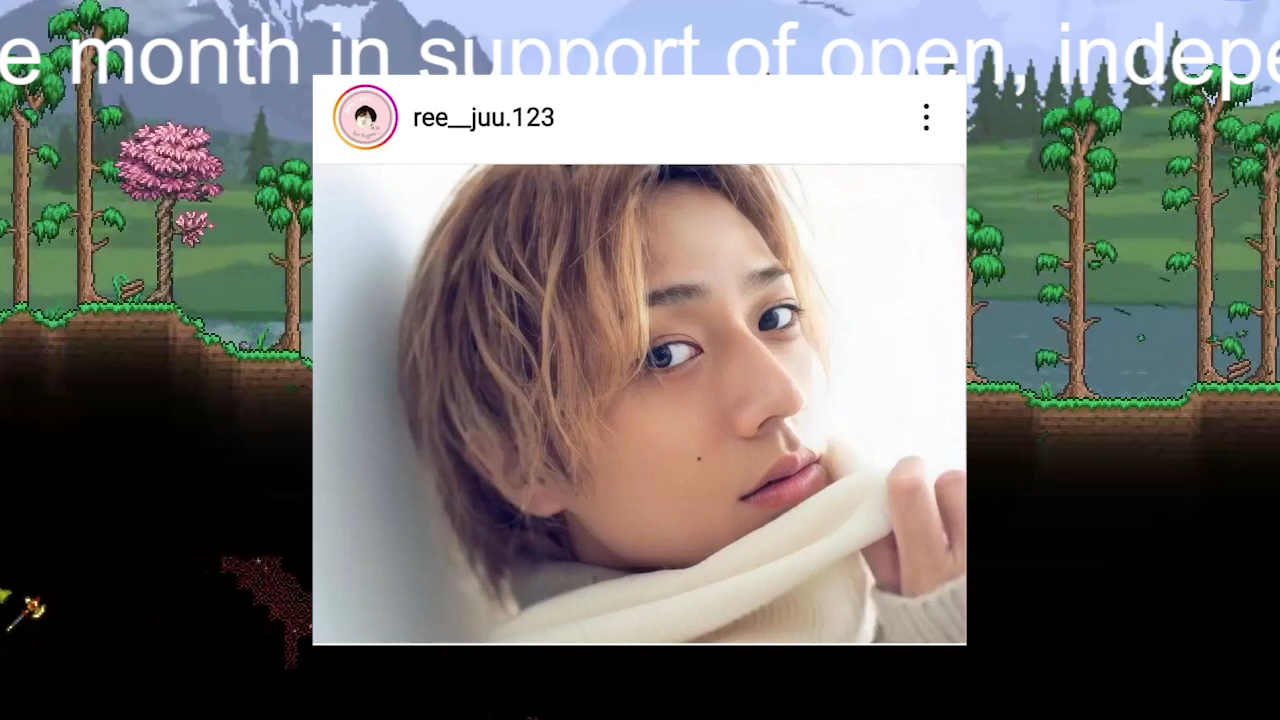 e month in support of open, indepe
ree__juu.123